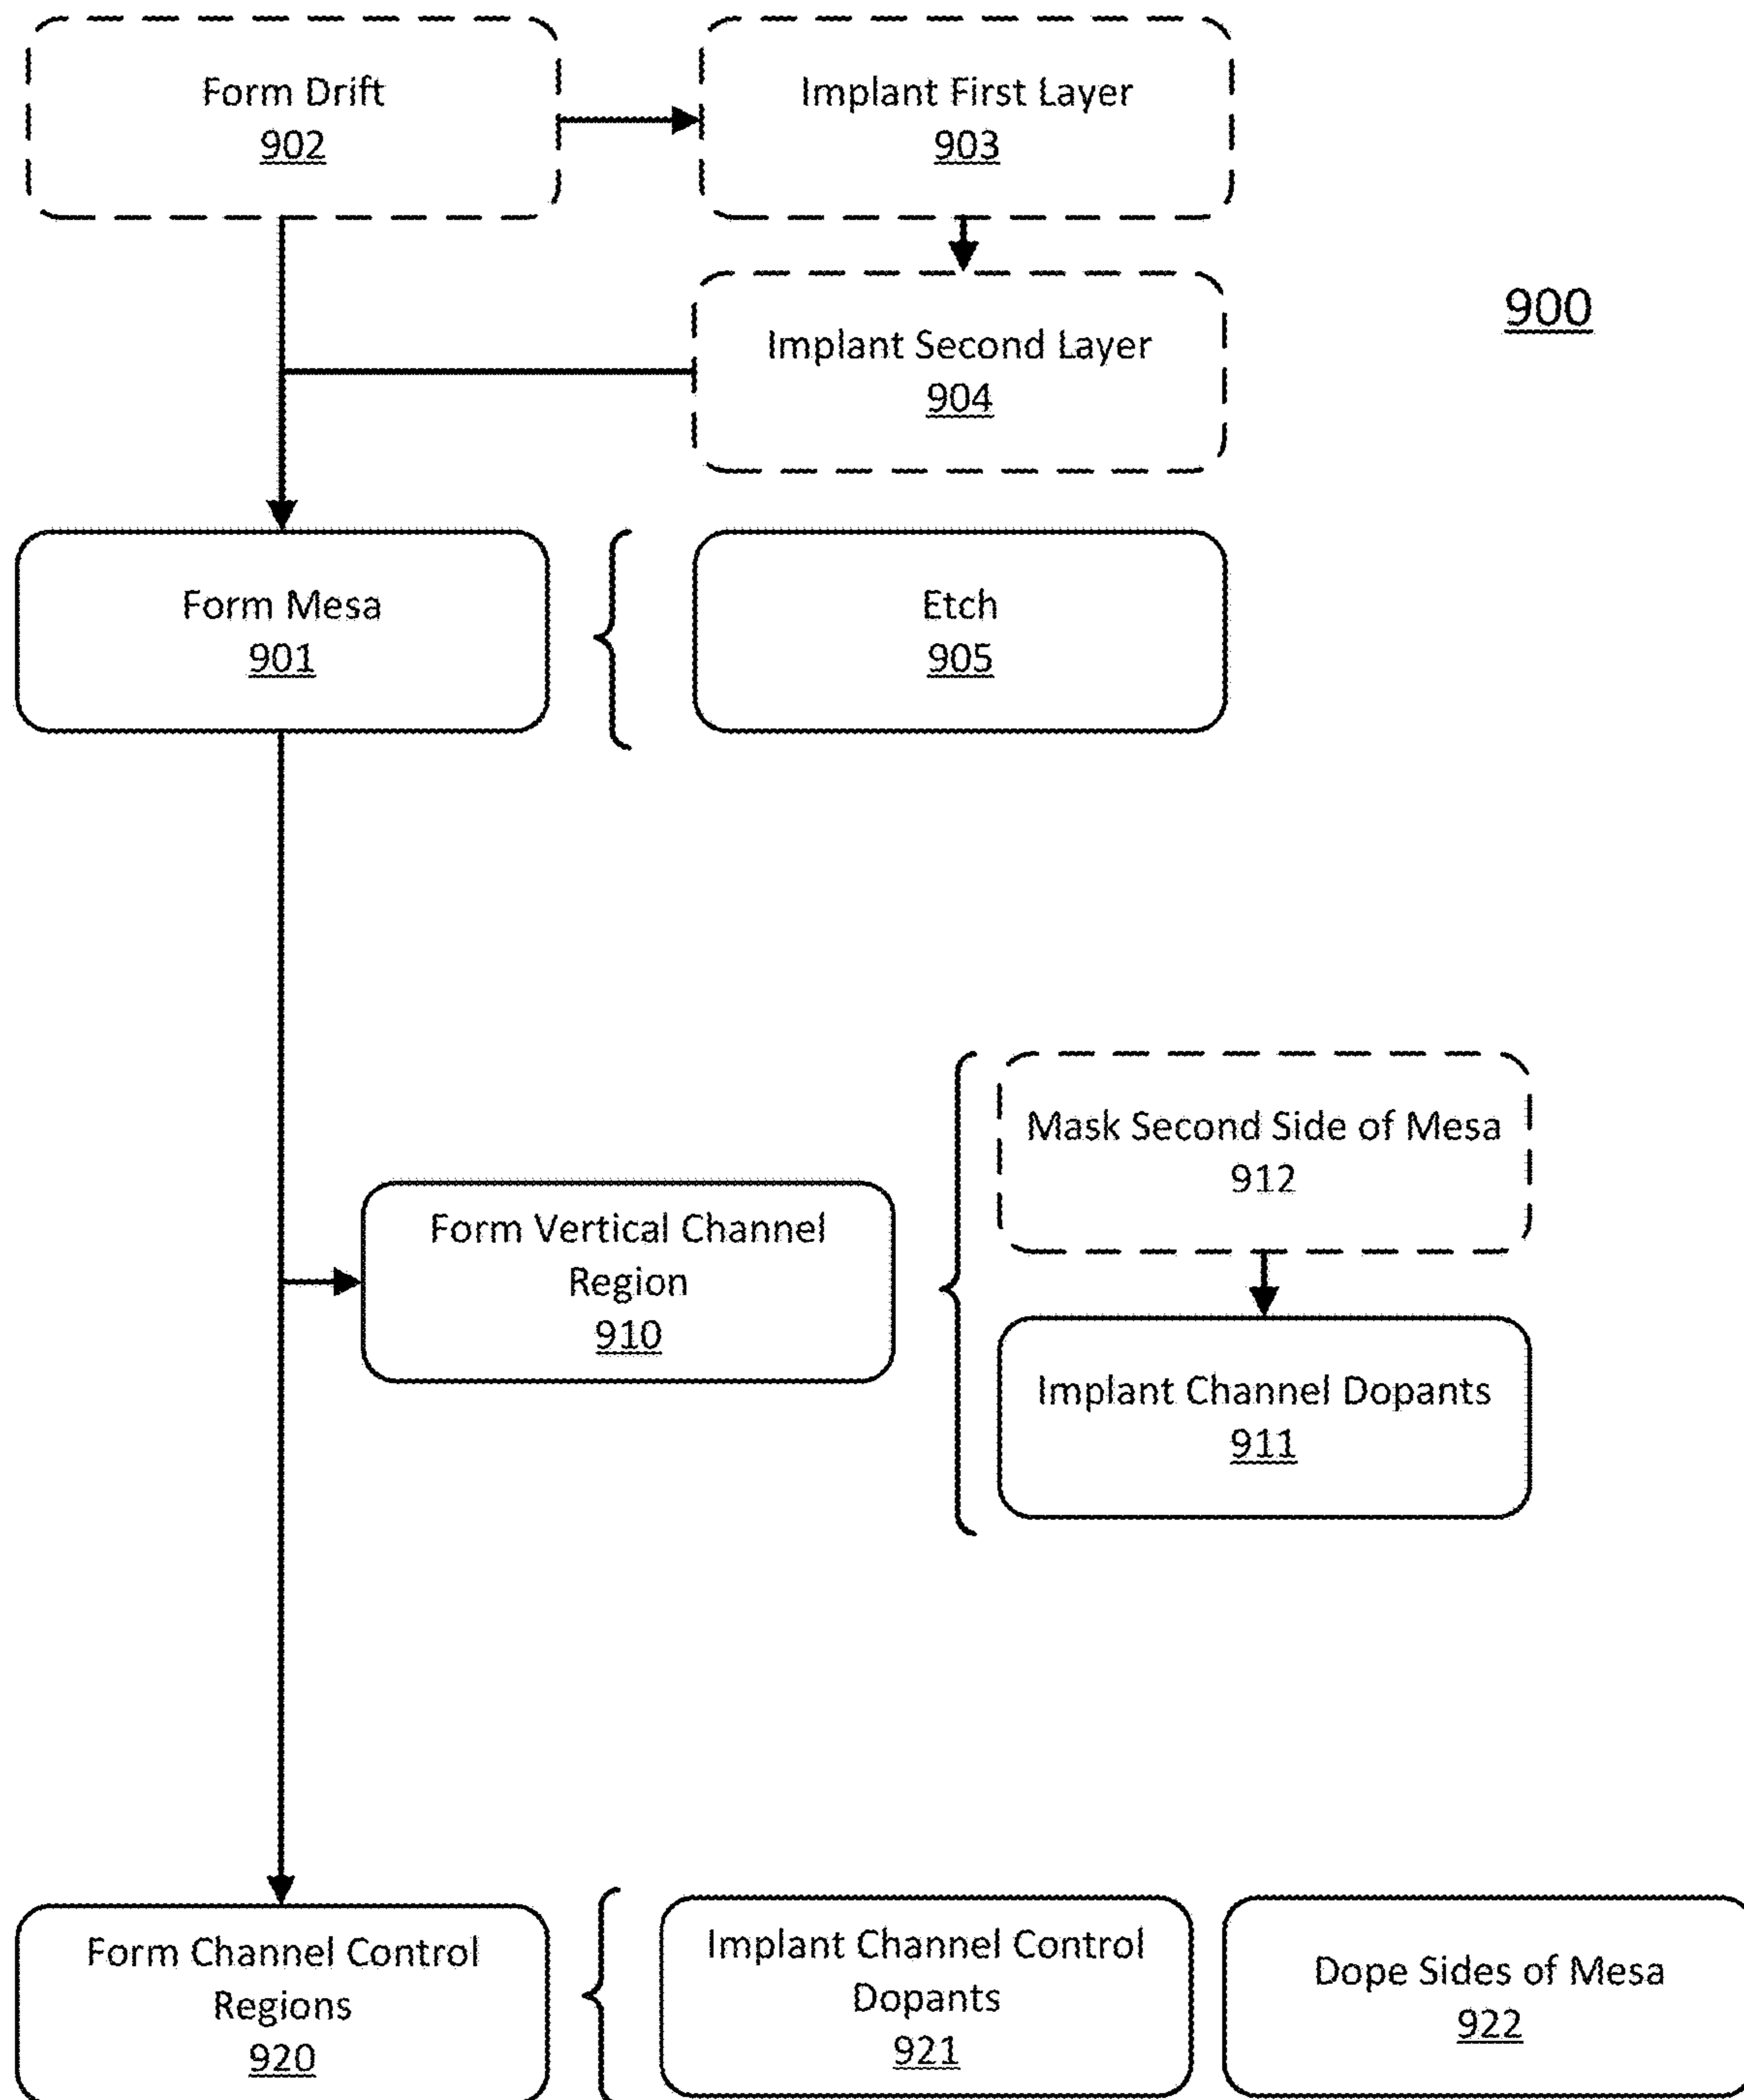 Form Drift
902
Implant First Layer
903
Implant Second Layer
904
900
Form Mesa
901
Etch
905
Mask Second Side of Mesa
912
Form Vertical Channel
Region
910
Implant Channel Dopants
911
Form Channel Control
Regions
920
Implant Channel Control
Dopants
921
Dope Sides of Mesa
922